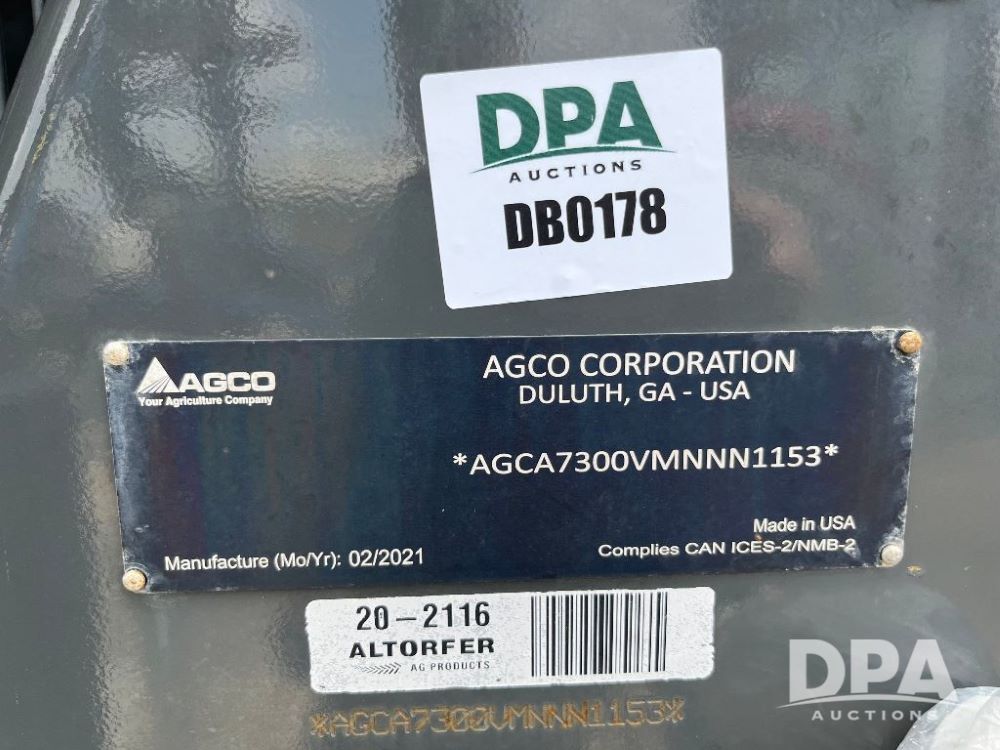 DPA
AUCTIONS
DB0178
AGCO
Your Agriculture Company
AGCO CORPORATION
DULUTH, GA - USA
*AGCA7300VMNNN1153*
Made in USA
Complies CAN ICES-2/NMB-2
Manufacture (Mo/Yr): 02/2021
20-2116
ALTORFER
AG PRODUCTS
*AGCA7300VMNNN1153*
DPA
AUCTIONS